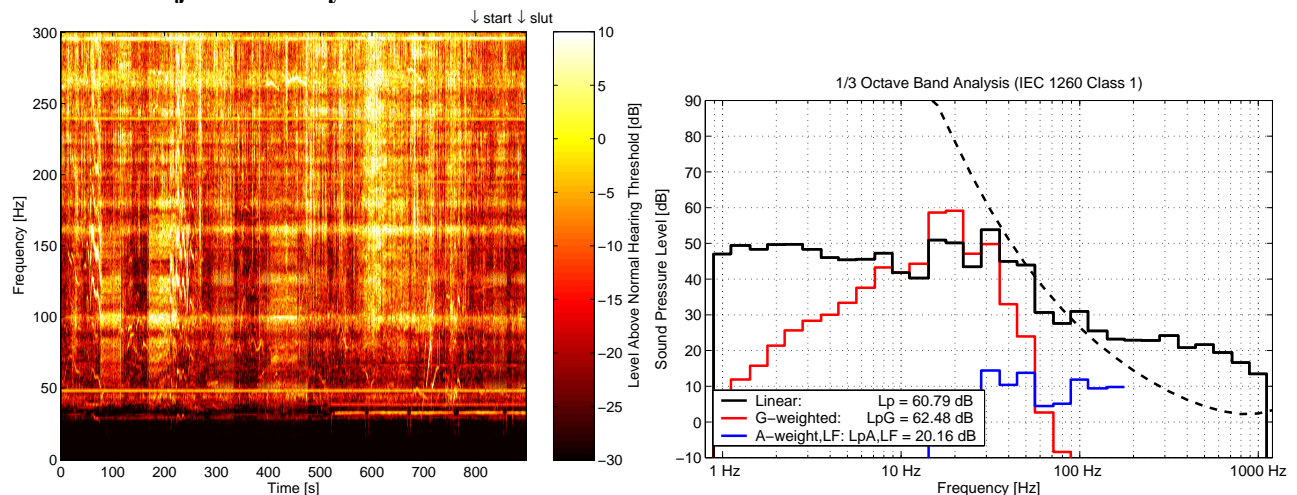 ↓ start ↓ slut
300
250
200
150
100
50
0
Frequency [Hz]
0 100 200 300 400 500 600 700 800
Time [s]
10
5
0
−5
−10
−15
−20
−25
−30
Level Above Normal Hearing Threshold [dB]
1/3 Octave Band Analysis (IEC 1260 Class 1)
90
80
70
60
50
40
30
20
10
0
−10
Sound Pressure Level [dB]
Linear: Lp = 60.79 dB
G−weighted: LpG = 62.48 dB
A−weight,LF: LpA,LF = 20.16 dB
1 Hz 10 Hz 100 Hz 1000 Hz
Frequency [Hz]